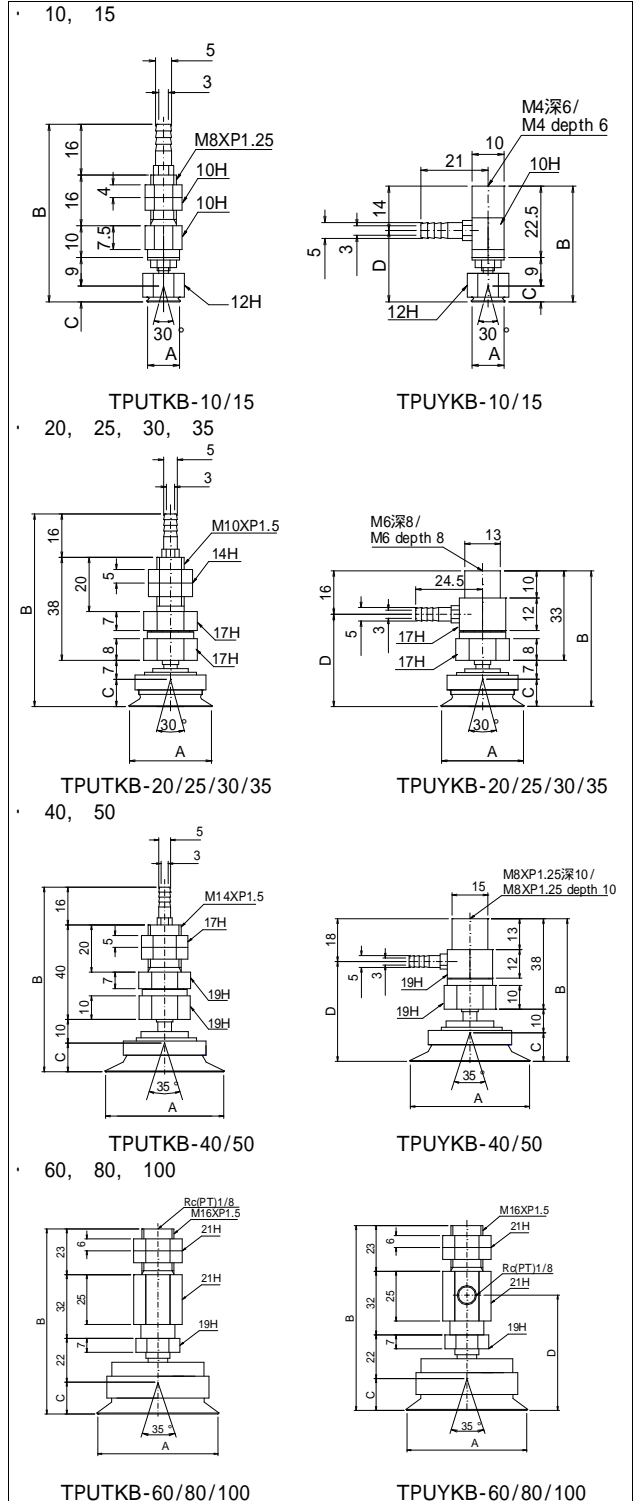 · 10, 15
5
3
M8XP1.25
10H
10H
12H
16
4
16
10
7.5
9
B
C
30°
A
M4深6/
M4 depth 6
10
21
10H
14
5
3
D
22.5
9
B
C
12H
30°
A
TPUTKB-10/15 TPUYKB-10/15
· 20, 25, 30, 35
5
3
M10XP1.5
14H
17H
17H
16
20
5
38
7
8
7
B
C
30°
A
M6深8/
M6 depth 8
13
24.5
16
5
3
D
17H
17H
10
12
33
8
7
B
C
30°
A
TPUTKB-20/25/30/35 TPUYKB-20/25/30/35
· 40, 50
5
3
M14XP1.5
17H
19H
19H
16
20
5
40
7
10
10
B
C
35°
A
M8XP1.25深10/
M8XP1.25 depth 10
15
18
5
3
D
19H
19H
13
12
38
10
10
B
C
35°
A
TPUTKB-40/50 TPUYKB-40/50
· 60, 80, 100
Rc(PT)1/8
M16XP1.5
21H
21H
19H
6
23
32
25
7
22
B
C
35°
A
M16XP1.5
21H
Rc(PT)1/8
21H
19H
6
23
32
25
7
22
B
C
D
35°
A
TPUTKB-60/80/100 TPUYKB-60/80/100